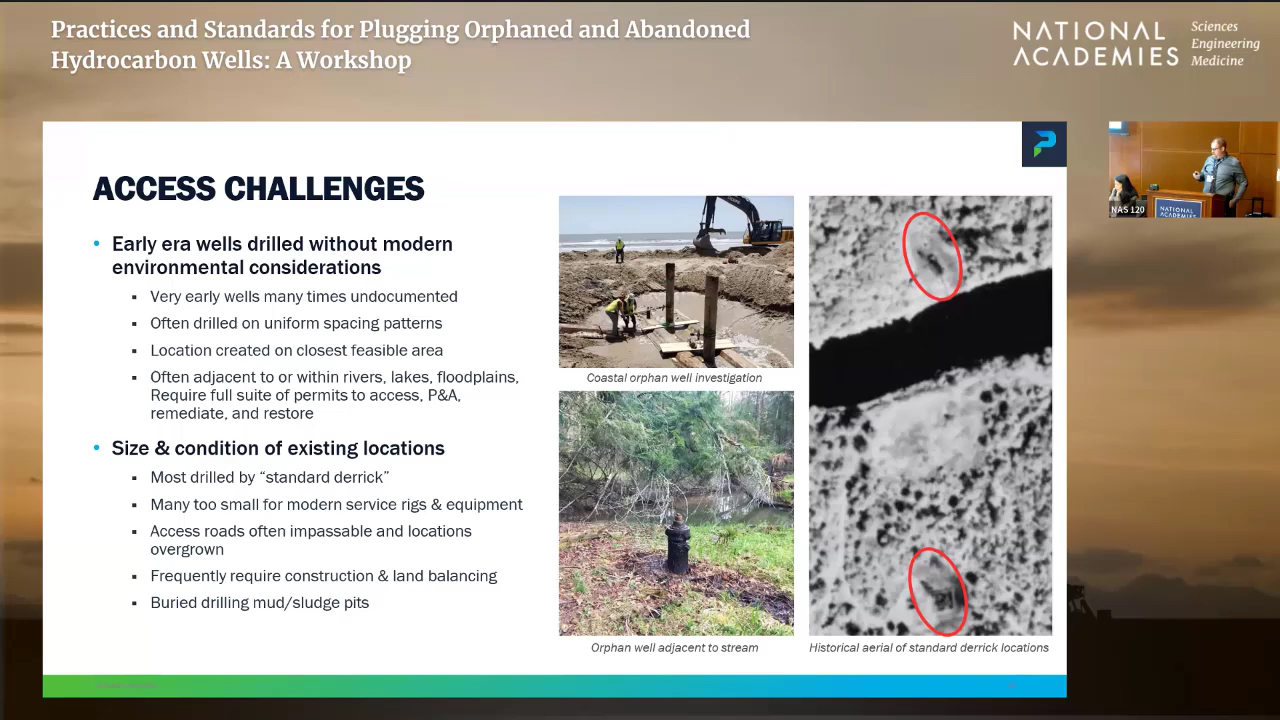 Practices and Standards for Plugging Orphaned and Abandoned
Hydrocarbon Wells: A Workshop
NATIONAL
ACADEMIES
Sciences
Engineering
Medicine
ACCESS CHALLENGES
• Early era wells drilled without modern
environmental considerations
▪ Very early wells many times undocumented
▪ Often drilled on uniform spacing patterns
▪ Location created on closest feasible area
▪ Often adjacent to or within rivers, lakes, floodplains,
Require full suite of permits to access, P&A,
remediate, and restore
• Size & condition of existing locations
▪ Most drilled by “standard derrick”
▪ Many too small for modern service rigs & equipment
▪ Access roads often impassable and locations
overgrown
▪ Frequently require construction & land balancing
▪ Buried drilling mud/sludge pits
Coastal orphan well investigation
Orphan well adjacent to stream
Historical aerial of standard derrick locations
NAS 120
NATIONAL
ACADEMIES